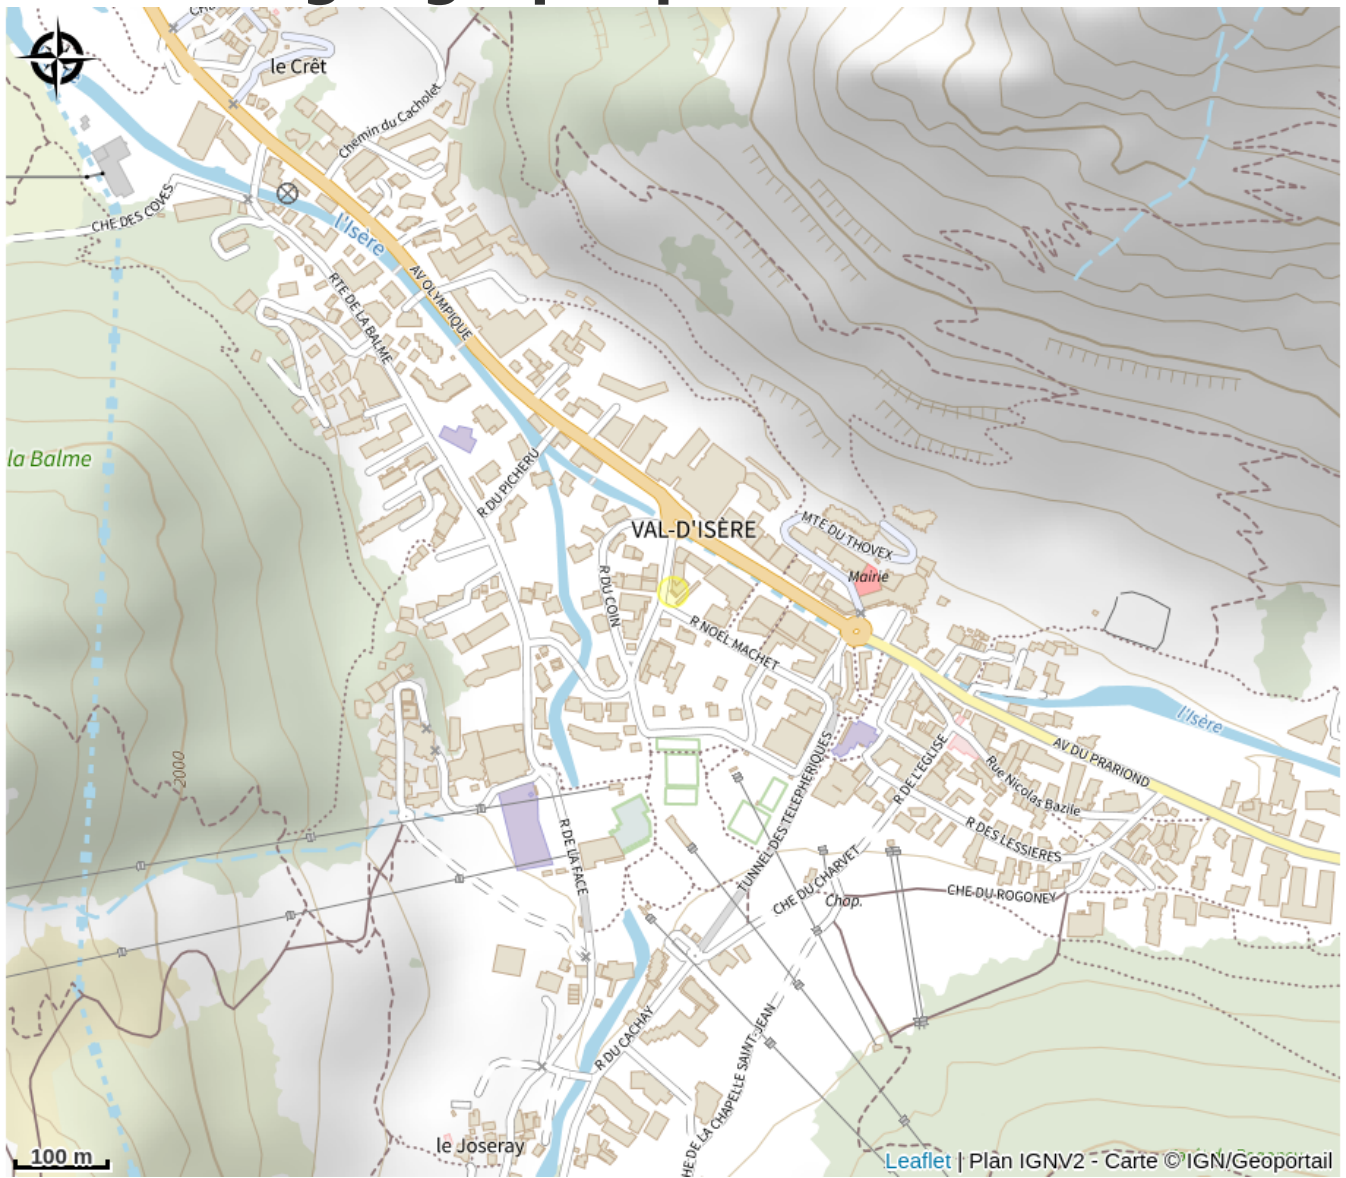 le Crêt
Chemin du Cacholet
CHE DES COVES
l'Isère
AV OLYMPIQUE
RTE DE LA BALME
la Balme
R DU PICHERU
VAL-D'ISÈRE
MTE DU THOVEX
Mairie
R DU COIN
R NOEL MACHET
l'Isère
AV DU PRARIOND
R DE L'EGLISE
Rue Nicolas Bazile
2000
TUNNEL DES TELEPHERIQUES
R DES LESSIERES
R DE LA FACE
CHE DU CHARVET
Chap.
CHE DU ROGONEY
R DU CACHAY
HE DE LA CHAPELLE SAINT-JEAN
le Joseray
100 m
Leaflet | Plan IGNV2 - Carte © IGN/Geoportail